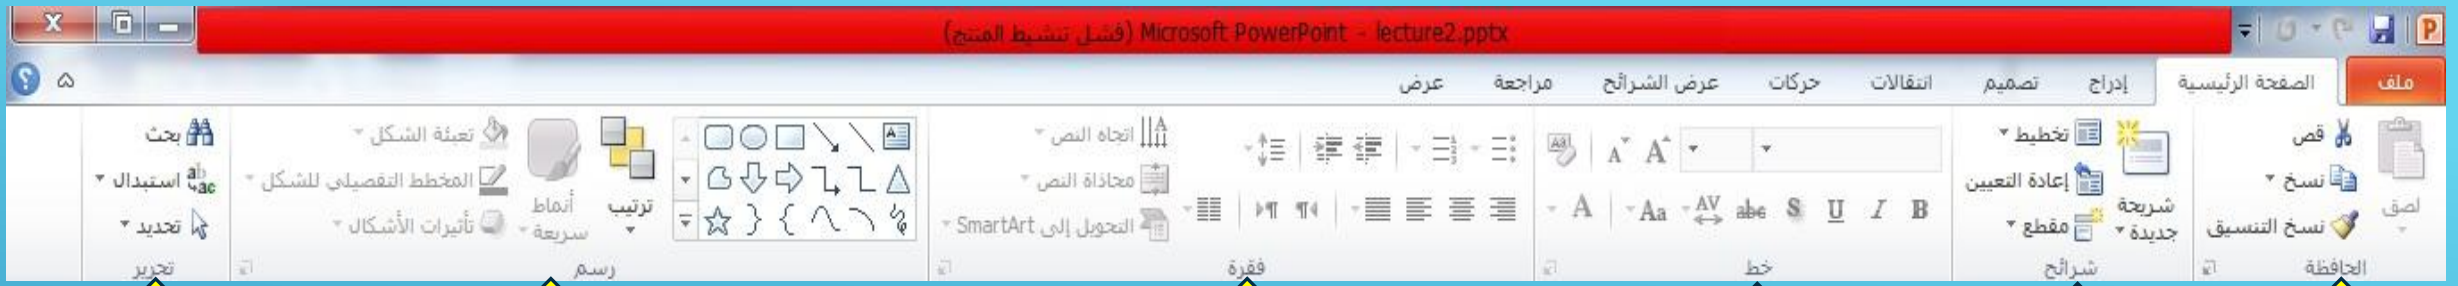 Microsoft PowerPoint - lecture2.pptx (فشل تنشيط المنتج)
ملف الصفحة الرئيسية إدراج تصميم انتقالات حركات عرض الشرائح مراجعة عرض
لصق
قص
نسخ
نسخ التنسيق
الحافظة
شريحة
جديدة
تخطيط
إعادة التعيين
مقطع
شرائح
خط
اتجاه النص
محاذاة النص
التحويل إلى SmartArt
فقرة
ترتيب
أنماط
سريعة
تعبئة الشكل
المخطط التفصيلي للشكل
تأثيرات الأشكال
رسم
بحث
استبدال
تحديد
تحرير